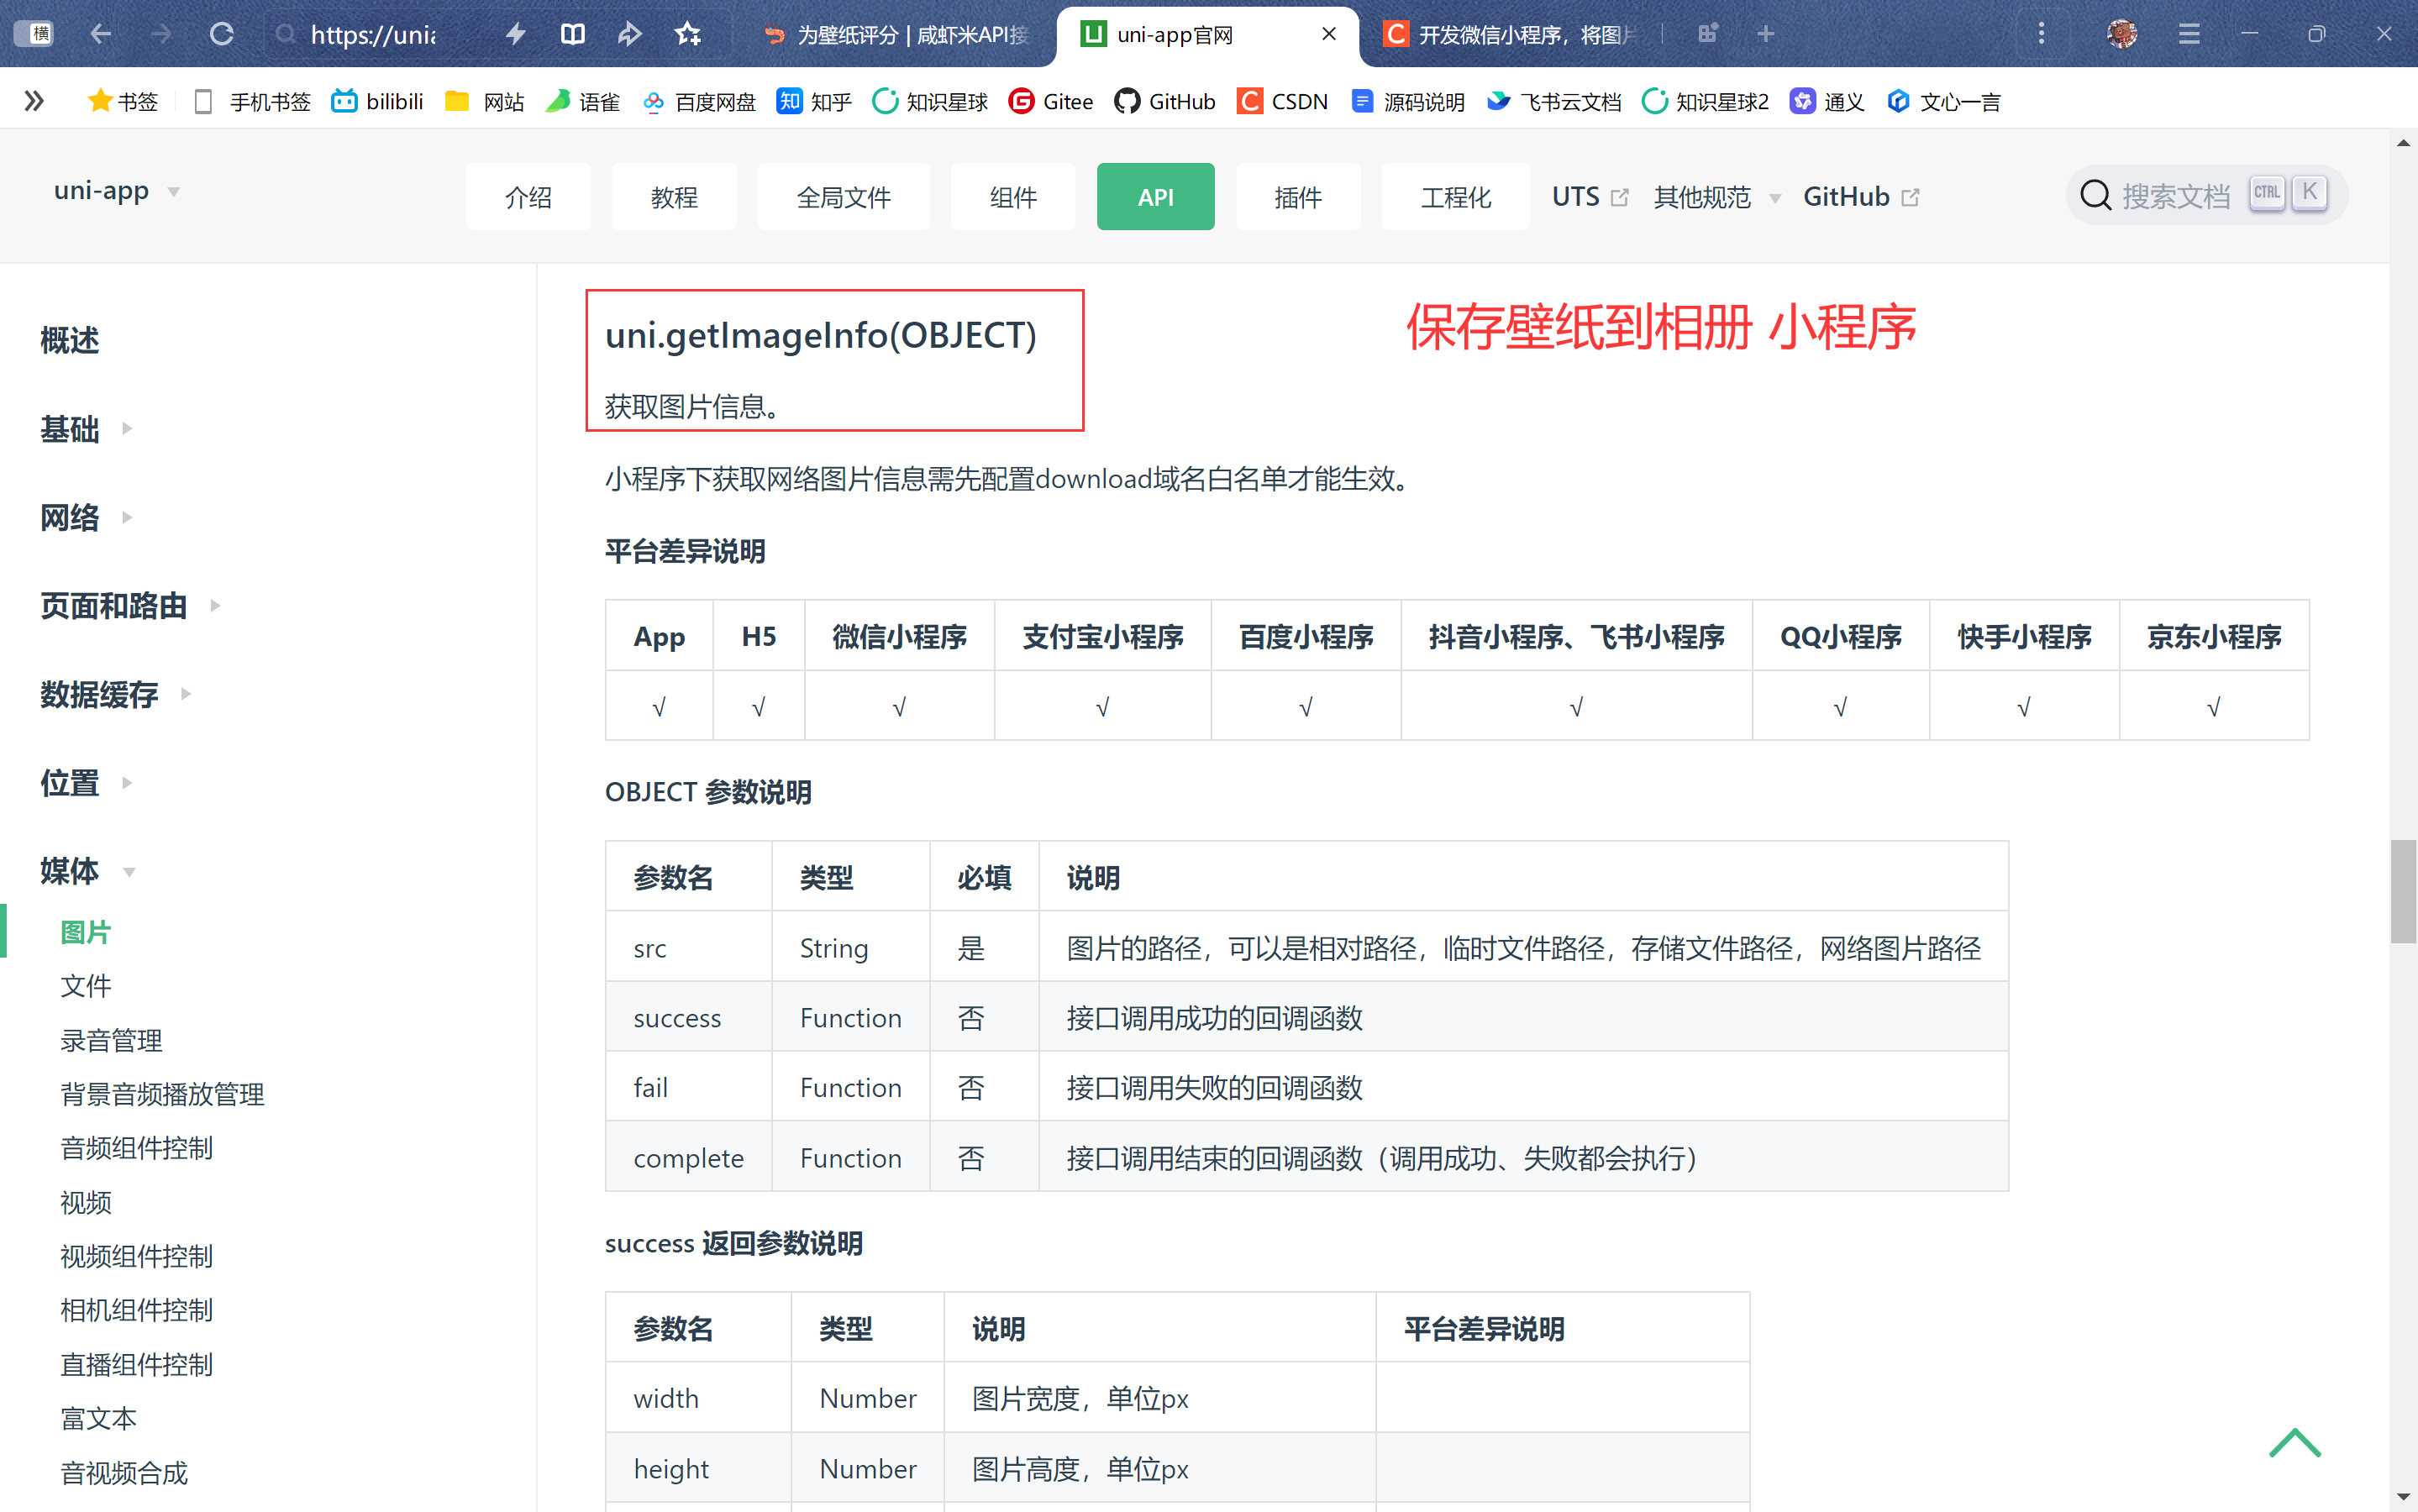 横
https://unia
为壁纸评分 | 咸虾米API接
uni-app官网
开发微信小程序，将图片
书签
手机书签
bilibili
网站
语雀
百度网盘
知乎
知识星球
Gitee
GitHub
CSDN
源码说明
飞书云文档
知识星球2
通义
文心一言
uni-app
介绍
教程
全局文件
组件
API
插件
工程化
UTS
其他规范
GitHub
搜索文档
CTRL
K
概述
基础
网络
页面和路由
数据缓存
位置
媒体
图片
文件
录音管理
背景音频播放管理
音频组件控制
视频
视频组件控制
相机组件控制
直播组件控制
富文本
音视频合成
uni.getImageInfo(OBJECT)
获取图片信息。
保存壁纸到相册 小程序
小程序下获取网络图片信息需先配置download域名白名单才能生效。
平台差异说明
App H5 微信小程序 支付宝小程序 百度小程序 抖音小程序、飞书小程序 QQ小程序 快手小程序 京东小程序
√ √ √ √ √ √ √ √ √
OBJECT 参数说明
参数名 类型 必填 说明
src String 是 图片的路径，可以是相对路径，临时文件路径，存储文件路径，网络图片路径
success Function 否 接口调用成功的回调函数
fail Function 否 接口调用失败的回调函数
complete Function 否 接口调用结束的回调函数（调用成功、失败都会执行）
success 返回参数说明
参数名 类型 说明 平台差异说明
width Number 图片宽度，单位px
height Number 图片高度，单位px